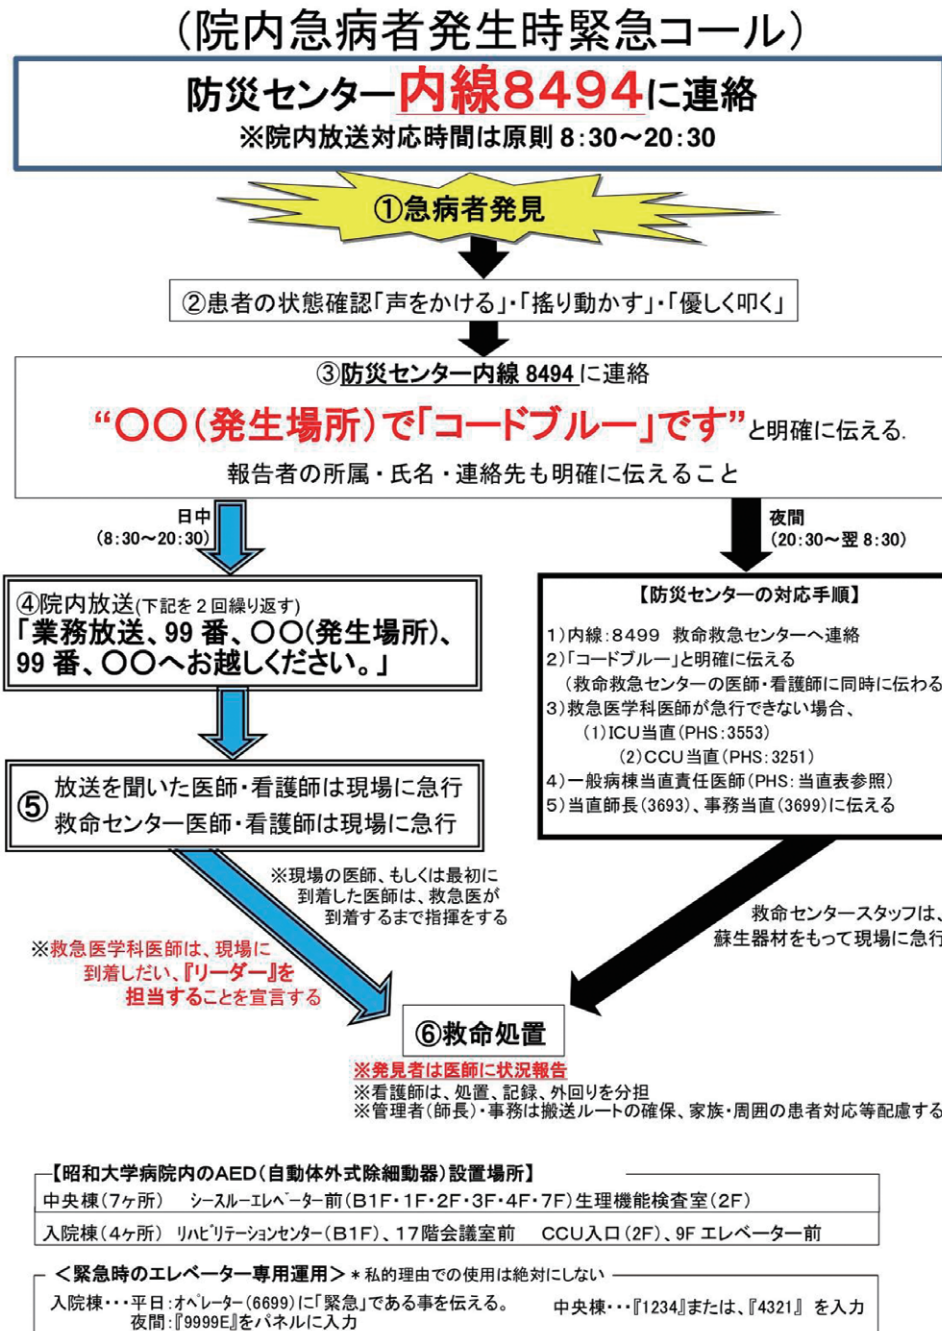 (院内急病者発生時緊急コール)
防災センター内線8494に連絡
※院内放送対応時間は原則 8:30～20:30
①急病者発見
②患者の状態確認「声をかける」・「揺り動かす」・「優しく叩く」
③防災センター内線 8494 に連絡
“〇〇(発生場所)で「コードブルー」です”と明確に伝える.
報告者の所属・氏名・連絡先も明確に伝えること
日中
(8:30～20:30)
④院内放送(下記を2回繰り返す)
「業務放送、99 番、〇〇(発生場所)、
99 番、〇〇へお越しください。」
⑤
放送を聞いた医師・看護師は現場に急行
救命センター医師・看護師は現場に急行
※現場の医師、もしくは最初に
到着した医師は、救急医が
到着するまで指揮をする
※救急医学科医師は、現場に
到着しだい、『リーダー』を
担当することを宣言する
夜間
(20:30～翌 8:30)
【防災センターの対応手順】
1)内線:8499 救命救急センターへ連絡
2)「コードブルー」と明確に伝える
(救命救急センターの医師・看護師に同時に伝わる
3)救急医学科医師が急行できない場合、
(1)ICU当直(PHS:3553)
(2)CCU当直(PHS:3251)
4)一般病棟当直責任医師(PHS:当直表参照)
5)当直師長(3693)、事務当直(3699)に伝える
救命センタースタッフは、
蘇生器材をもって現場に急行
⑥救命処置
※発見者は医師に状況報告
※看護師は、処置、記録、外回りを分担
※管理者(師長)・事務は搬送ルートの確保、家族・周囲の患者対応等配慮する
【昭和大学病院内のAED(自動体外式除細動器)設置場所】
中央棟(7ヶ所) シースルーエレベーター前(B1F・1F・2F・3F・4F・7F)生理機能検査室(2F)
入院棟(4ヶ所) リハビリテーションセンター(B1F)、17階会議室前 CCU入口(2F)、9F エレベーター前
＜緊急時のエレベーター専用運用＞＊私的理由での使用は絶対にしない
入院棟・・・平日:オペレーター(6699)に「緊急」である事を伝える。 中央棟・・・『1234』または、『4321』 を入力
夜間:『9999E』をパネルに入力